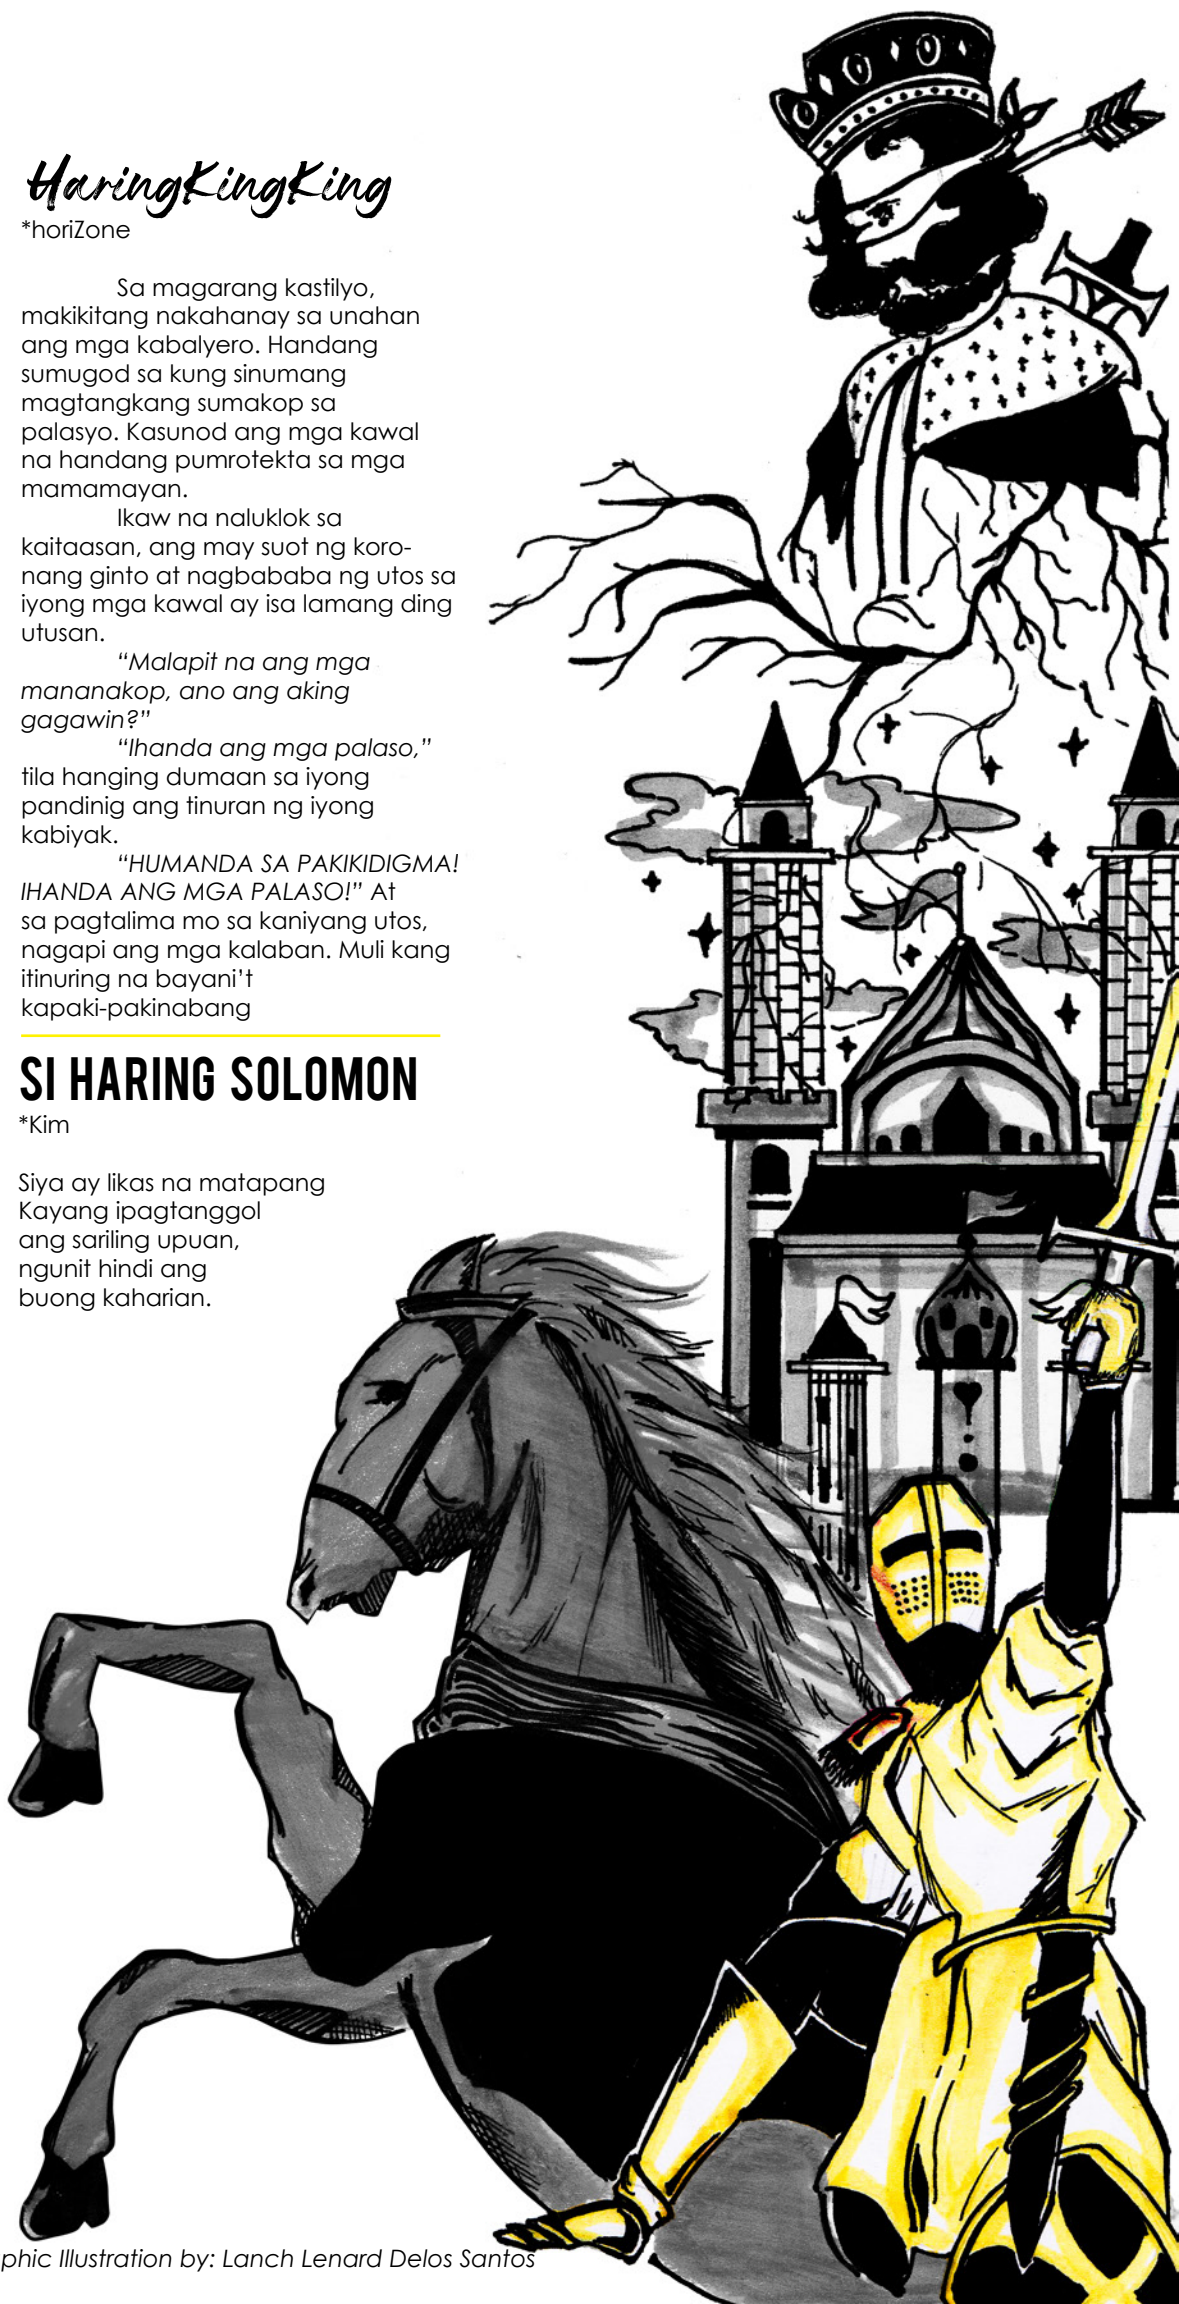 HaringKingKing
*horiZone
Sa magarang kastilyo,
makikitang nakahanay sa unahan
ang mga kabalyero. Handang
sumugod sa kung sinumang
magtangkang sumakop sa
palasyo. Kasunod ang mga kawal
na handang pumrotekta sa mga
mamamayan.
Ikaw na naluklok sa
kaitaasan, ang may suot ng koro-
nang ginto at nagbababa ng utos sa
iyong mga kawal ay isa lamang ding
utusan.
“Malapit na ang mga
mananakop, ano ang aking
gagawin?”
“Ihanda ang mga palaso,”
tila hanging dumaan sa iyong
pandinig ang tinuran ng iyong
kabiyak.
“HUMANDA SA PAKIKIDIGMA!
IHANDA ANG MGA PALASO!” At
sa pagtalima mo sa kaniyang utos,
nagapi ang mga kalaban. Muli kang
itinuring na bayani’t
kapaki-pakinabang
SI HARING SOLOMON
*Kim
Siya ay likas na matapang
Kayang ipagtanggol
ang sariling upuan,
ngunit hindi ang
buong kaharian.
phic Illustration by: Lanch Lenard Delos Santos